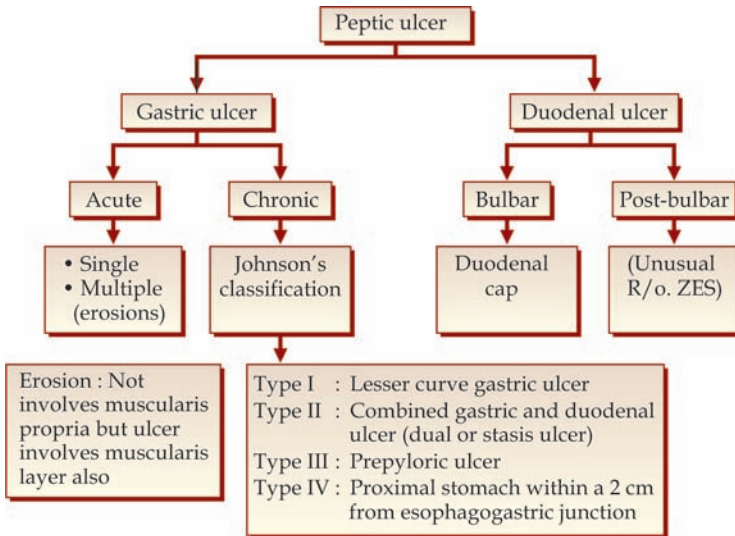 Peptic ulcer
Gastric ulcer
Duodenal ulcer
Acute
Chronic
Bulbar
Post-bulbar
• Single
• Multiple
(erosions)
Johnson's
classification
Duodenal
cap
(Unusual
R/o. ZES)
Erosion : Not
involves muscularis
propria but ulcer
involves muscularis
layer also
Type I : Lesser curve gastric ulcer
Type II : Combined gastric and duodenal
ulcer (dual or stasis ulcer)
Type III : Prepyloric ulcer
Type IV : Proximal stomach within a 2 cm
from esophagogastric junction